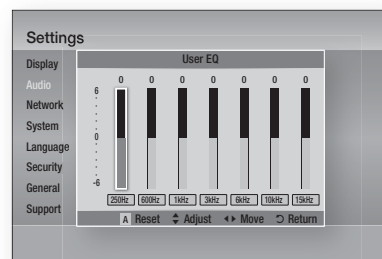 Settings
Display
Audio
Network
System
Language
Security
General
Support
User EQ
0 0 0 0 0 0 0
6
0
-6
250Hz 600Hz 1kHz 3kHz 6kHz 10kHz 15kHz
A Reset Adjust Move Return